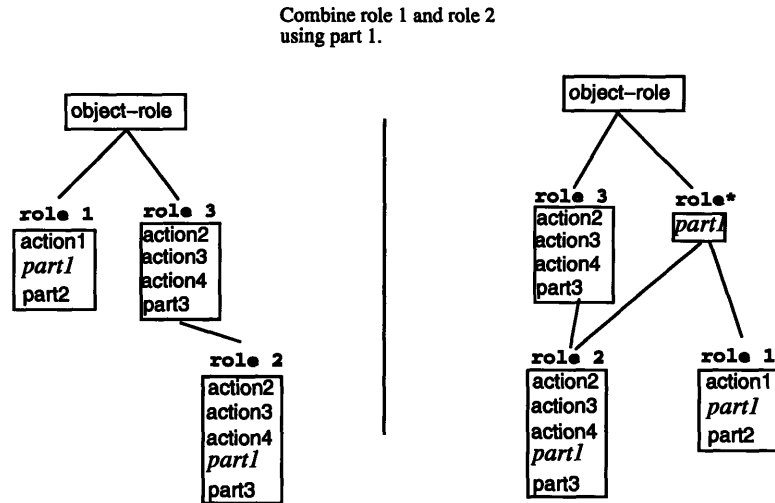 Combine role 1 and role 2
using part 1.
object-role
role 1
action1
part1
part2
role 3
action2
action3
action4
part3
role 2
action2
action3
action4
part1
part3
object-role
role 3
action2
action3
action4
part3
role*
part1
role 2
action2
action3
action4
part1
part3
role 1
action1
part1
part2